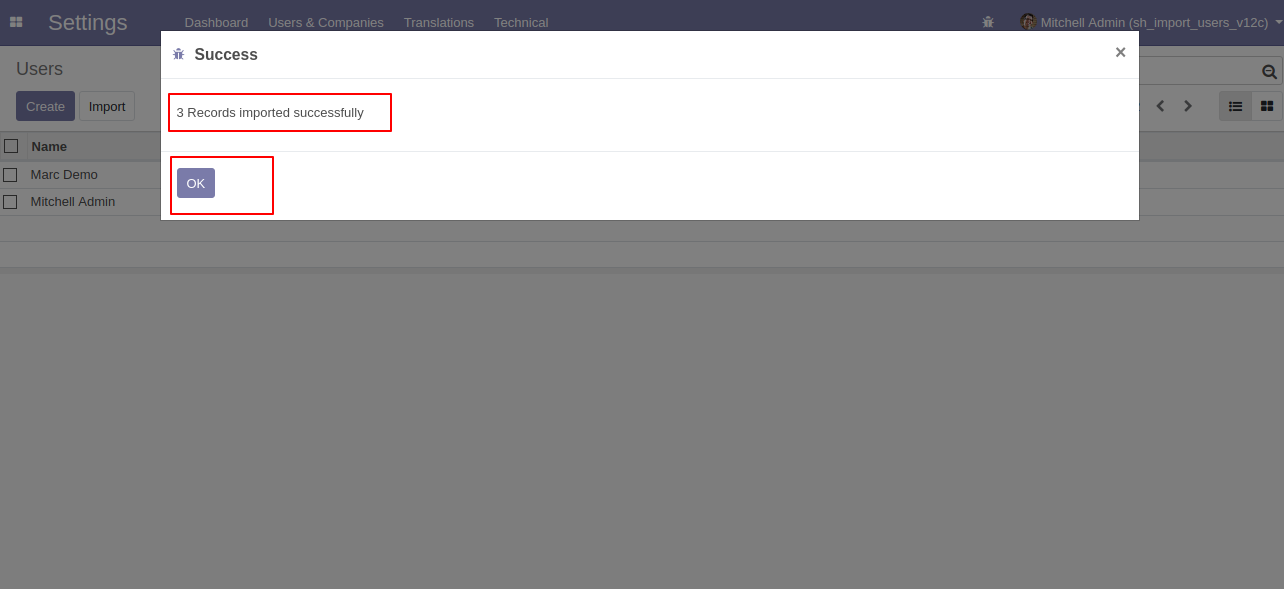 Settings
Dashboard Users & Companies Translations Technical
Mitchell Admin (sh_import_users_v12c)
Success
×
Users
Create Import
3 Records imported successfully
Name
Marc Demo
OK
Mitchell Admin